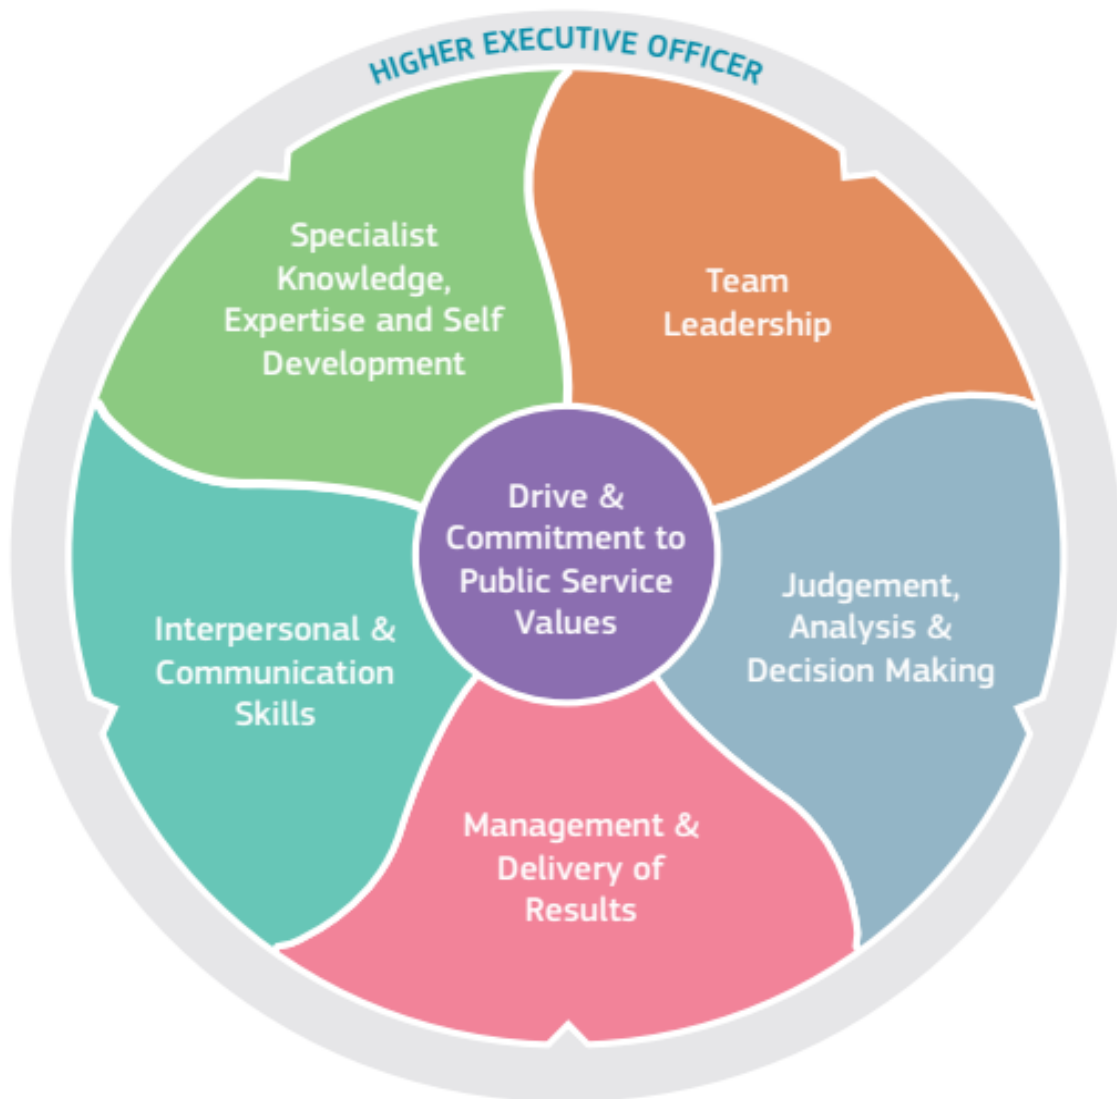 HIGHER EXECUTIVE OFFICER
Specialist
Knowledge,
Expertise and Self
Development
Team
Leadership
Drive &
Commitment to
Public Service
Values
Judgement,
Analysis &
Decision Making
Interpersonal &
Communication
Skills
Management &
Delivery of
Results